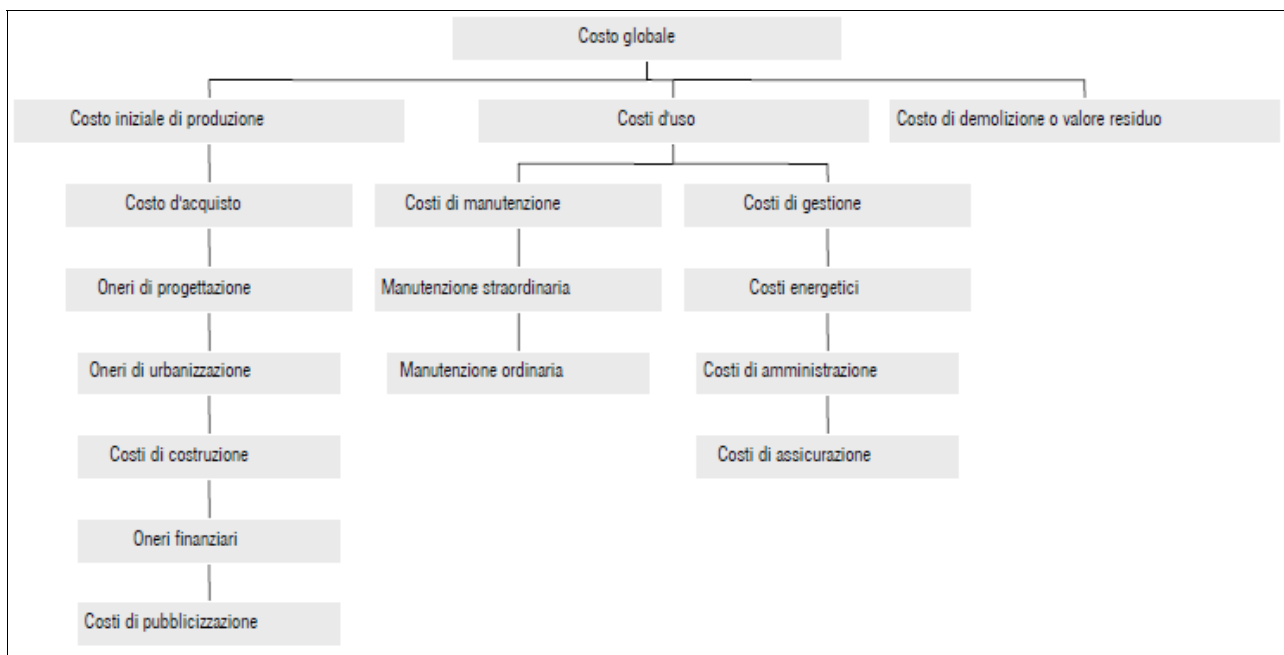 Costo globale
Costo iniziale di produzione
Costi d'uso
Costo di demolizione o valore residuo
Costo d'acquisto
Costi di manutenzione
Costi di gestione
Oneri di progettazione
Manutenzione straordinaria
Costi energetici
Oneri di urbanizzazione
Manutenzione ordinaria
Costi di amministrazione
Costi di costruzione
Costi di assicurazione
Oneri finanziari
Costi di pubblicizzazione